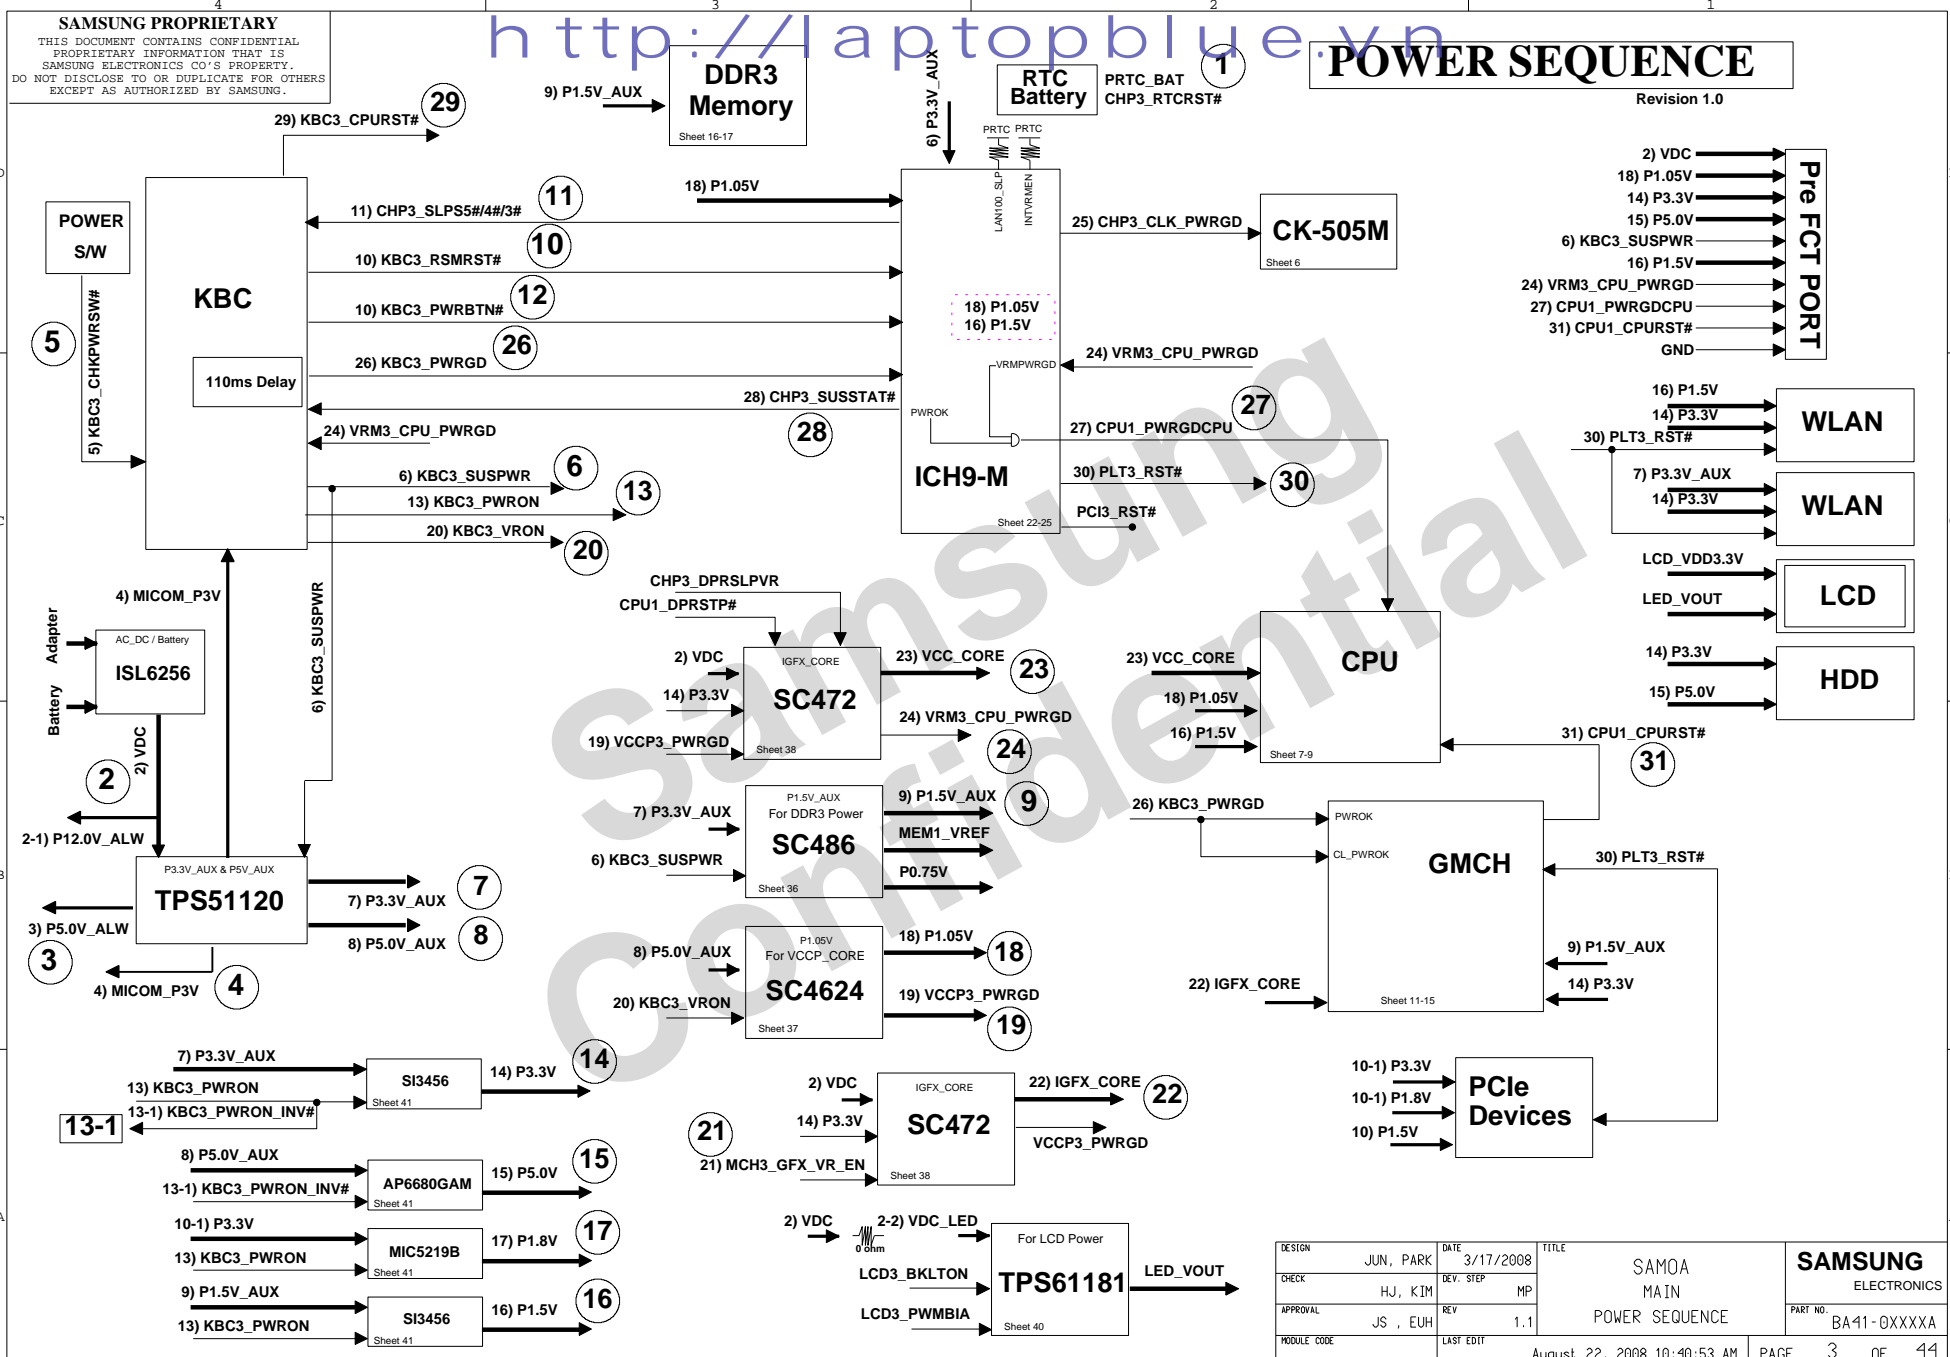 4 3 2 1
SAMSUNG PROPRIETARY
THIS DOCUMENT CONTAINS CONFIDENTIAL
PROPRIETARY INFORMATION THAT IS
SAMSUNG ELECTRONICS CO'S PROPERTY.
DO NOT DISCLOSE TO OR DUPLICATE FOR OTHERS
EXCEPT AS AUTHORIZED BY SAMSUNG.
http://laptopblue.vn
POWER SEQUENCE
Revision 1.0
Samsung
Confidential
29) KBC3_CPURST#
29
9) P1.5V_AUX
DDR3
Memory
Sheet 16-17
6) P3.3V_AUX
RTC
Battery
PRTC_BAT
CHP3_RTCRST#
1
PRTC PRTC
LAN100_SLP
INTVRMEN
POWER
S/W
5
5) KBC3_CHKPWRSW#
KBC
110ms Delay
18) P1.05V
11) CHP3_SLPS5#/4#/3#
11
10
10) KBC3_RSMRST#
12
10) KBC3_PWRBTN#
26
26) KBC3_PWRGD
28) CHP3_SUSSTAT#
28
24) VRM3_CPU_PWRGD
6) KBC3_SUSPWR
6
13) KBC3_PWRON
13
20) KBC3_VRON
20
18) P1.05V
16) P1.5V
VRMPWRGD
PWROK
ICH9-M
Sheet 22-25
25) CHP3_CLK_PWRGD
CK-505M
Sheet 6
24) VRM3_CPU_PWRGD
27
27) CPU1_PWRGDCPU
30) PLT3_RST#
30
PCI3_RST#
2) VDC
18) P1.05V
14) P3.3V
15) P5.0V
6) KBC3_SUSPWR
16) P1.5V
24) VRM3_CPU_PWRGD
27) CPU1_PWRGDCPU
31) CPU1_CPURST#
GND
Pre FCT PORT
16) P1.5V
14) P3.3V
30) PLT3_RST#
WLAN
7) P3.3V_AUX
14) P3.3V
WLAN
LCD_VDD3.3V
LED_VOUT
LCD
14) P3.3V
15) P5.0V
HDD
4) MICOM_P3V
6) KBC3_SUSPWR
Adapter
Battery
AC_DC / Battery
ISL6256
2) VDC
2
2-1) P12.0V_ALW
P3.3V_AUX & P5V_AUX
TPS51120
7
7) P3.3V_AUX
8
8) P5.0V_AUX
3) P5.0V_ALW
3
4) MICOM_P3V
4
CHP3_DPRSLPVR
CPU1_DPRSTP#
2) VDC
14) P3.3V
19) VCCP3_PWRGD
IGFX_CORE
SC472
Sheet 38
23) VCC_CORE
23
24) VRM3_CPU_PWRGD
24
7) P3.3V_AUX
6) KBC3_SUSPWR
P1.5V_AUX
For DDR3 Power
SC486
Sheet 36
9) P1.5V_AUX
9
MEM1_VREF
P0.75V
8) P5.0V_AUX
20) KBC3_VRON
P1.05V
For VCCP_CORE
SC4624
Sheet 37
18) P1.05V
18
19) VCCP3_PWRGD
19
23) VCC_CORE
18) P1.05V
16) P1.5V
CPU
Sheet 7-9
31) CPU1_CPURST#
31
26) KBC3_PWRGD
PWROK
CL_PWROK
GMCH
Sheet 11-15
30) PLT3_RST#
9) P1.5V_AUX
14) P3.3V
22) IGFX_CORE
10-1) P3.3V
10-1) P1.8V
10) P1.5V
PCIe
Devices
7) P3.3V_AUX
13) KBC3_PWRON
13-1) KBC3_PWRON_INV#
13-1
SI3456
Sheet 41
14) P3.3V
14
8) P5.0V_AUX
13-1) KBC3_PWRON_INV#
AP6680GAM
Sheet 41
15) P5.0V
15
10-1) P3.3V
13) KBC3_PWRON
MIC5219B
Sheet 41
17) P1.8V
17
9) P1.5V_AUX
13) KBC3_PWRON
SI3456
Sheet 41
16) P1.5V
16
2) VDC
14) P3.3V
21
21) MCH3_GFX_VR_EN
IGFX_CORE
SC472
Sheet 38
22) IGFX_CORE
22
VCCP3_PWRGD
2) VDC
0 ohm
2-2) VDC_LED
LCD3_BKLTON
LCD3_PWMBIA
For LCD Power
TPS61181
Sheet 40
LED_VOUT
DESIGN JUN, PARK DATE 3/17/2008 TITLE
CHECK HJ, KIM DEV. STEP MP
APPROVAL JS , EUH REV 1.1
MODULE CODE LAST EDIT August 22, 2008 10:40:53 AM
SAMOA
MAIN
POWER SEQUENCE
SAMSUNG
ELECTRONICS
PART NO. BA41-0XXXXA
PAGE 3 OF 44